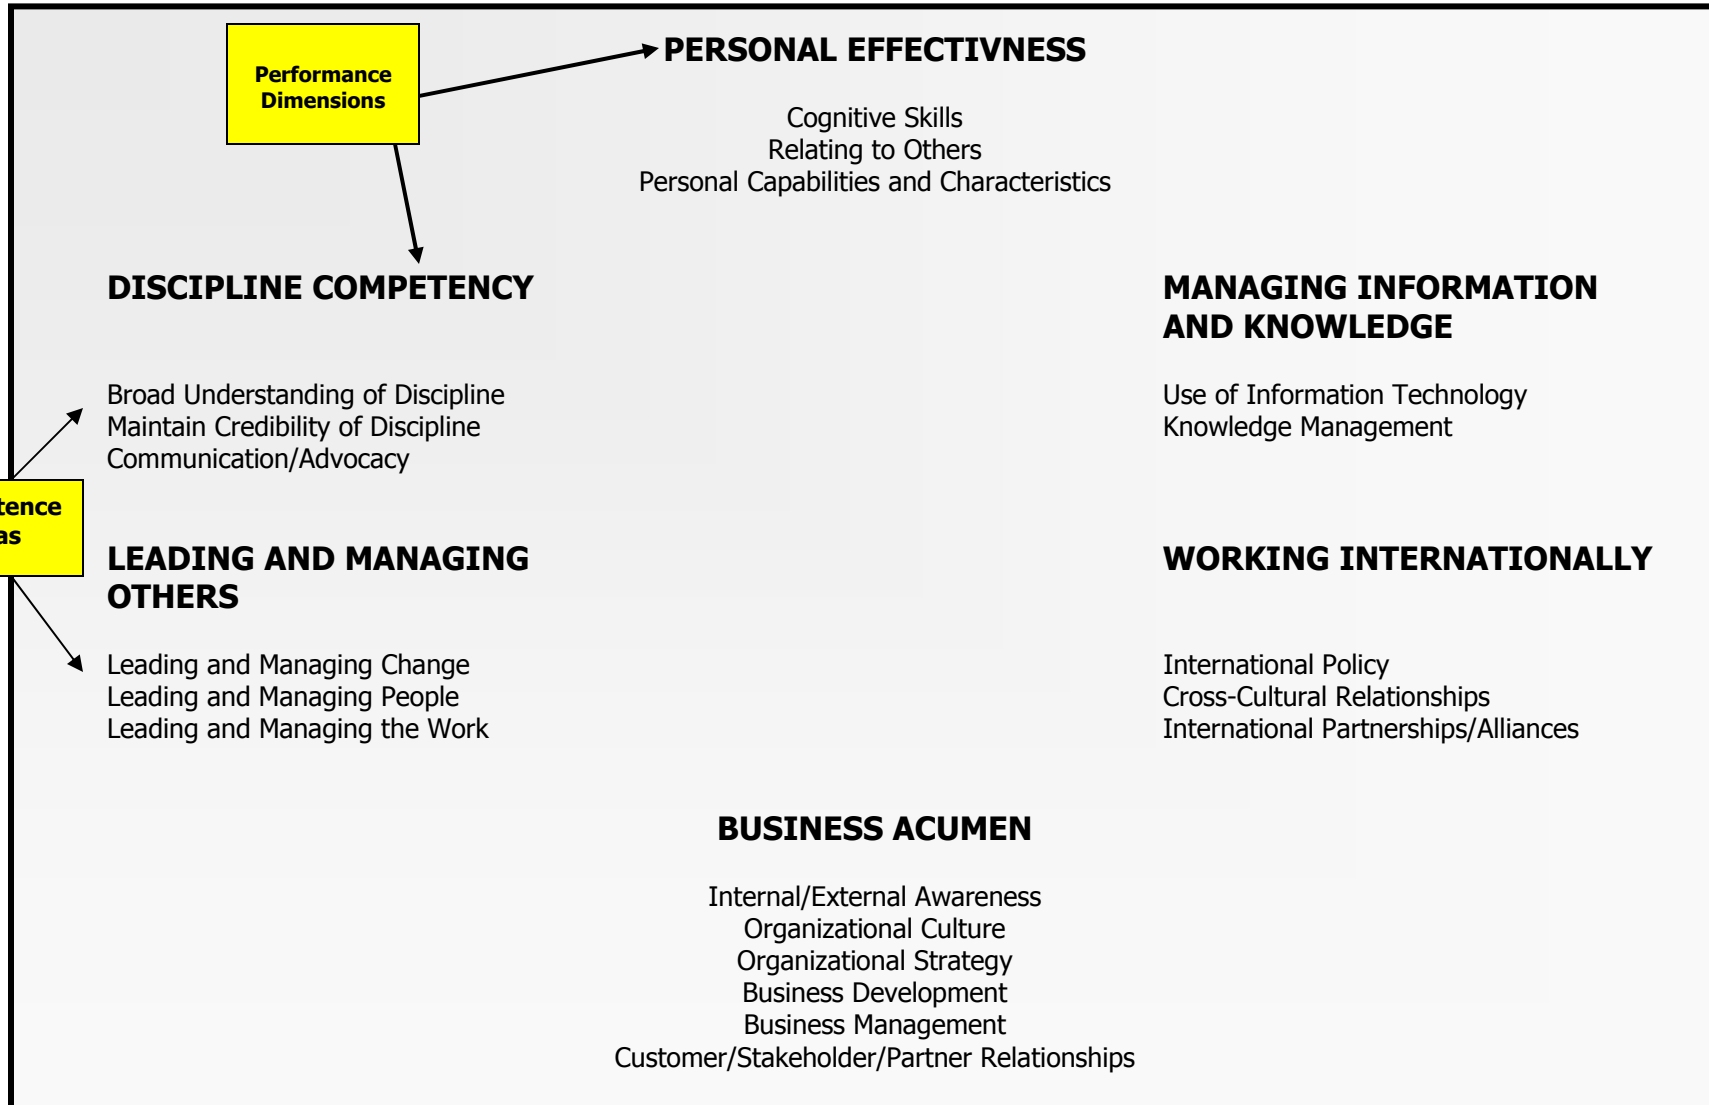 Performance
Dimensions
PERSONAL EFFECTIVNESS
Cognitive Skills
Relating to Others
Personal Capabilities and Characteristics
DISCIPLINE COMPETENCY
Broad Understanding of Discipline
Maintain Credibility of Discipline
Communication/Advocacy
MANAGING INFORMATION
AND KNOWLEDGE
Use of Information Technology
Knowledge Management
LEADING AND MANAGING
OTHERS
Leading and Managing Change
Leading and Managing People
Leading and Managing the Work
WORKING INTERNATIONALLY
International Policy
Cross-Cultural Relationships
International Partnerships/Alliances
BUSINESS ACUMEN
Internal/External Awareness
Organizational Culture
Organizational Strategy
Business Development
Business Management
Customer/Stakeholder/Partner Relationships